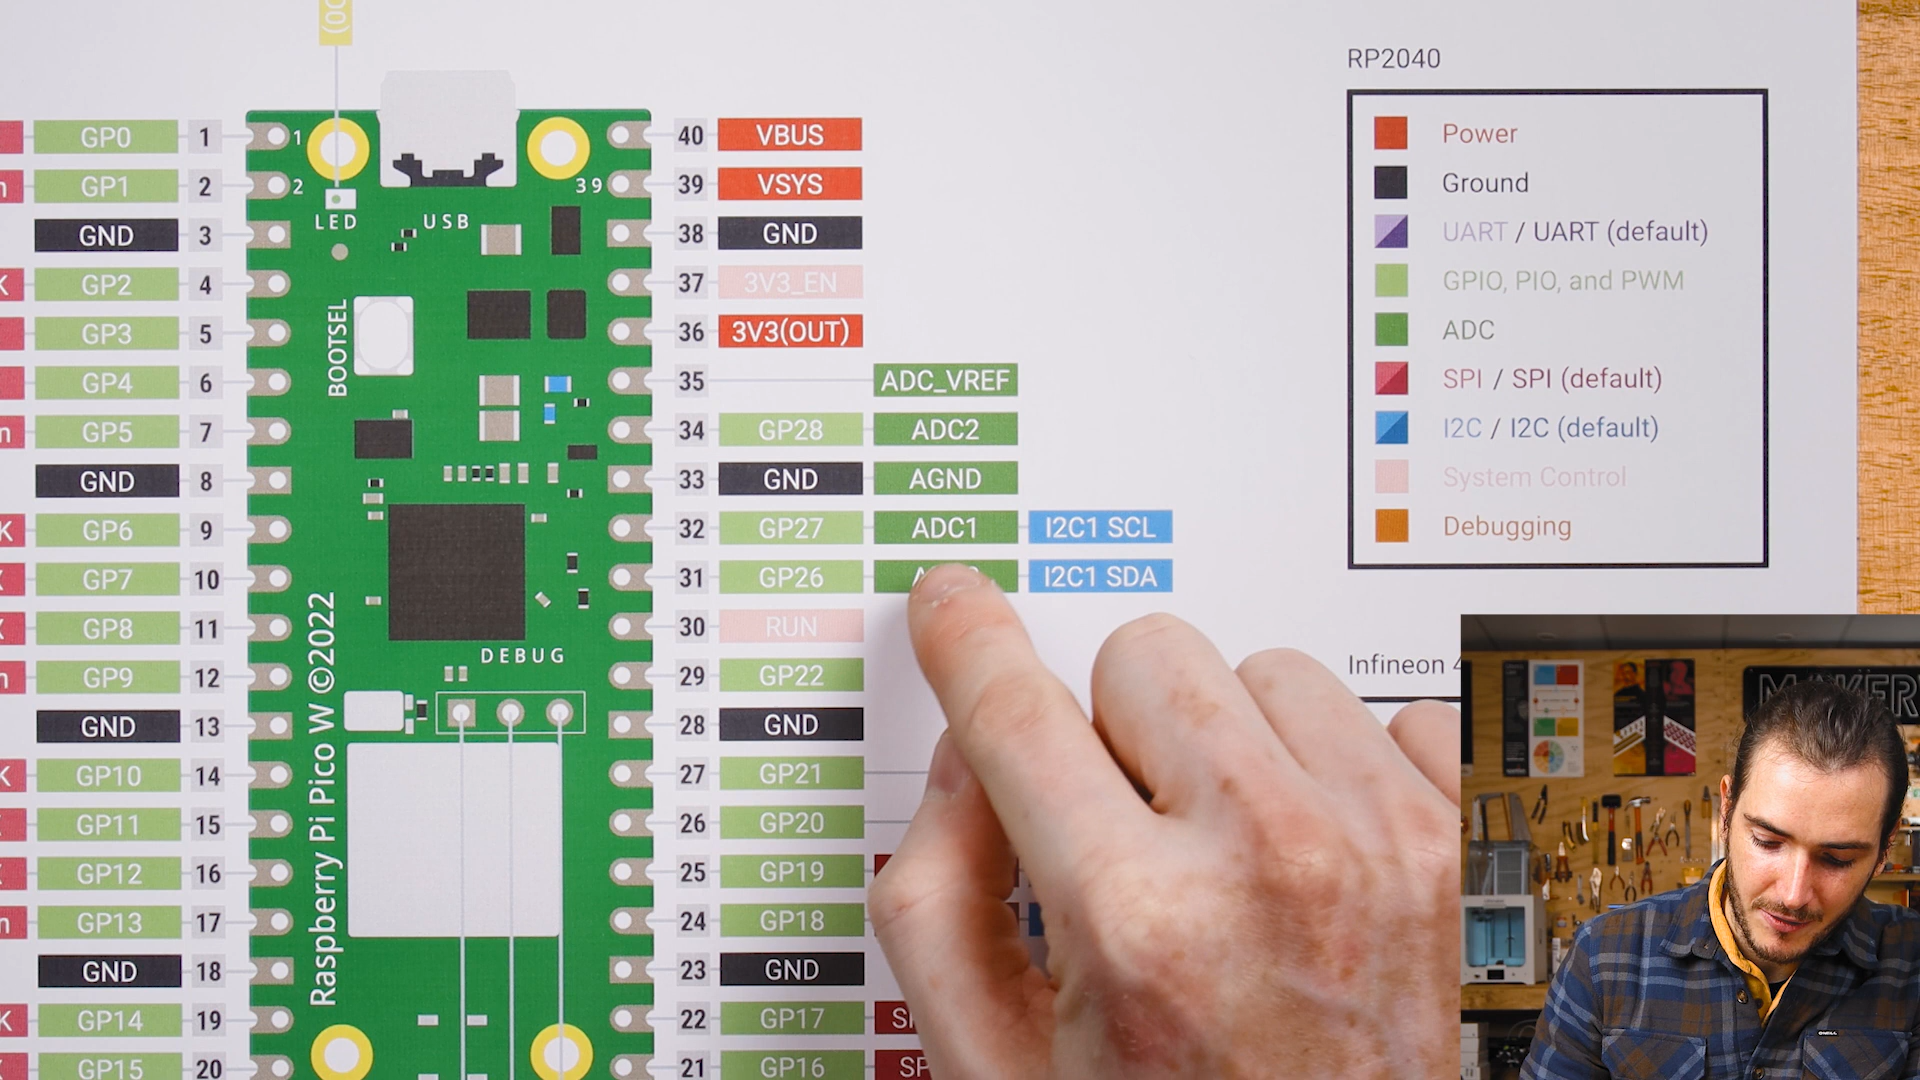 RP2040
GP0 1 1 40 VBUS
Power
GP1 2 2 39 39 VSYS
Ground
LED USB
GND 3 38 GND
UART / UART (default)
GP2 4 37 3V3_EN
GPIO, PIO, and PWM
BOOTSEL
GP3 5 36 3V3(OUT)
ADC
GP4 6 35 ADC_VREF
SPI / SPI (default)
GP5 7 34 GP28 ADC2
I2C / I2C (default)
GND 8 33 GND AGND
System Control
GP6 9 32 GP27 ADC1 I2C1 SCL
Debugging
GP7 10 31 GP26 I2C1 SDA
GP8 11 30 RUN
DEBUG
Infineon
GP9 12 29 GP22
MAKER
GND 13 28 GND
GP10 14 27 GP21
Raspberry Pi Pico W ©2022
GP11 15 26 GP20
GP12 16 25 GP19
GP13 17 24 GP18
GND 18 23 GND
GP14 19 22 GP17
GP15 20 21 GP16 SP